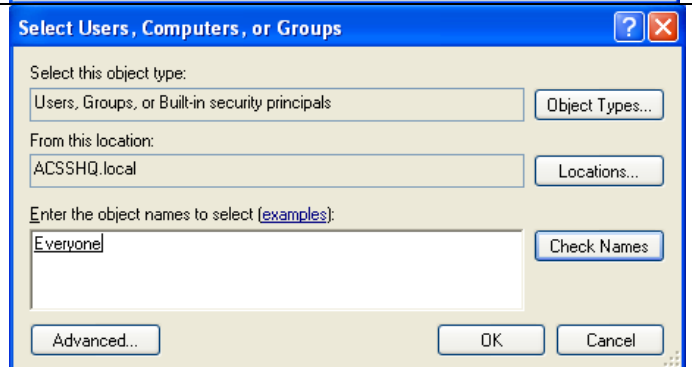 Select Users, Computers, or Groups
Select this object type:
Users, Groups, or Built-in security principals
Object Types...
From this location:
ACSSHQ.local
Locations...
Enter the object names to select (examples):
Everyone
Check Names
Advanced...
OK
Cancel